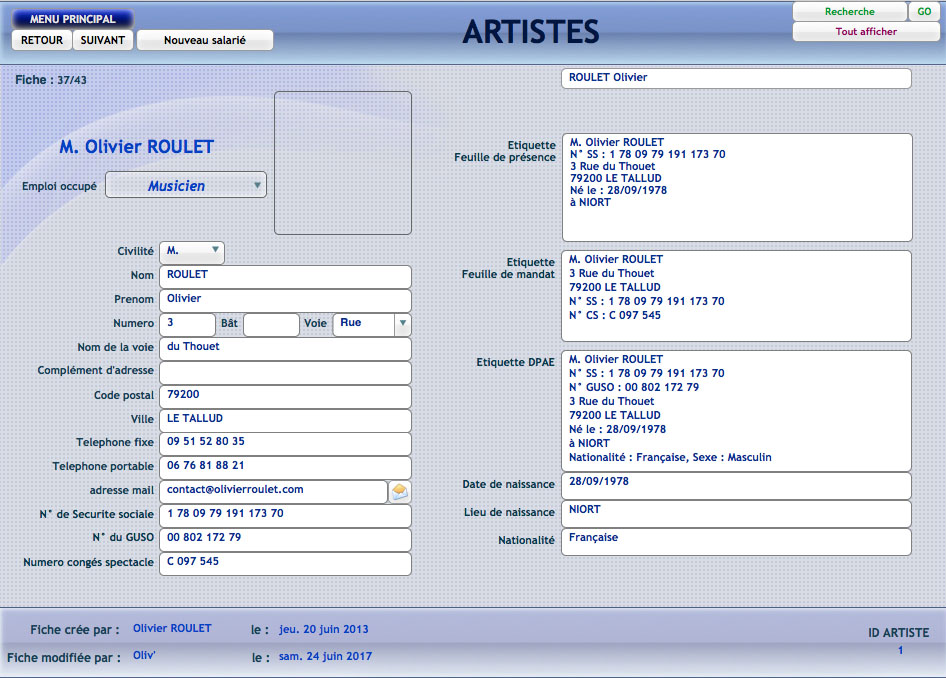 MENU PRINCIPAL
RETOUR SUIVANT Nouveau salarié
ARTISTES
Recherche GO
Tout afficher
Fiche : 37/43
ROULET Olivier
M. Olivier ROULET
Emploi occupé Musicien
Etiquette
Feuille de présence
M. Olivier ROULET
N° SS : 1 78 09 79 191 173 70
3 Rue du Thouet
79200 LE TALLUD
Né le : 28/09/1978
à NIORT
Civilité M.
Nom ROULET
Prenom Olivier
Numero 3 Bât Voie Rue
Nom de la voie du Thouet
Complément d'adresse
Code postal 79200
Ville LE TALLUD
Telephone fixe 09 51 52 80 35
Telephone portable 06 76 81 88 21
adresse mail contact@olivierroulet.com
N° de Securite sociale 1 78 09 79 191 173 70
N° du GUSO 00 802 172 79
Numero congés spectacle C 097 545
Etiquette
Feuille de mandat
M. Olivier ROULET
3 Rue du Thouet
79200 LE TALLUD
N° SS : 1 78 09 79 191 173 70
N° CS : C 097 545
Etiquette DPAE
M. Olivier ROULET
N° SS : 1 78 09 79 191 173 70
N° GUSO : 00 802 172 79
3 Rue du Thouet
79200 LE TALLUD
Né le : 28/09/1978
à NIORT
Nationalité : Française, Sexe : Masculin
Date de naissance 28/09/1978
Lieu de naissance NIORT
Nationalité Française
Fiche crée par : Olivier ROULET le : jeu. 20 juin 2013
Fiche modifiée par : Oliv' le : sam. 24 juin 2017
ID ARTISTE
1